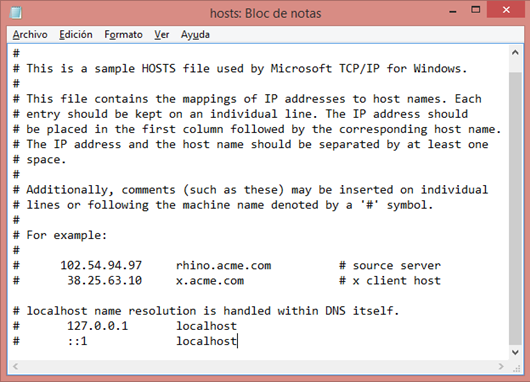 hosts: Bloc de notas
Archivo Edición Formato Ver Ayuda
#
# This is a sample HOSTS file used by Microsoft TCP/IP for Windows.
#
# This file contains the mappings of IP addresses to host names. Each
# entry should be kept on an individual line. The IP address should
# be placed in the first column followed by the corresponding host name.
# The IP address and the host name should be separated by at least one
# space.
#
# Additionally, comments (such as these) may be inserted on individual
# lines or following the machine name denoted by a '#' symbol.
#
# For example:
#
#      102.54.94.97     rhino.acme.com          # source server
#       38.25.63.10     x.acme.com              # x client host

# localhost name resolution is handled within DNS itself.
#       127.0.0.1       localhost
#       ::1             localhost